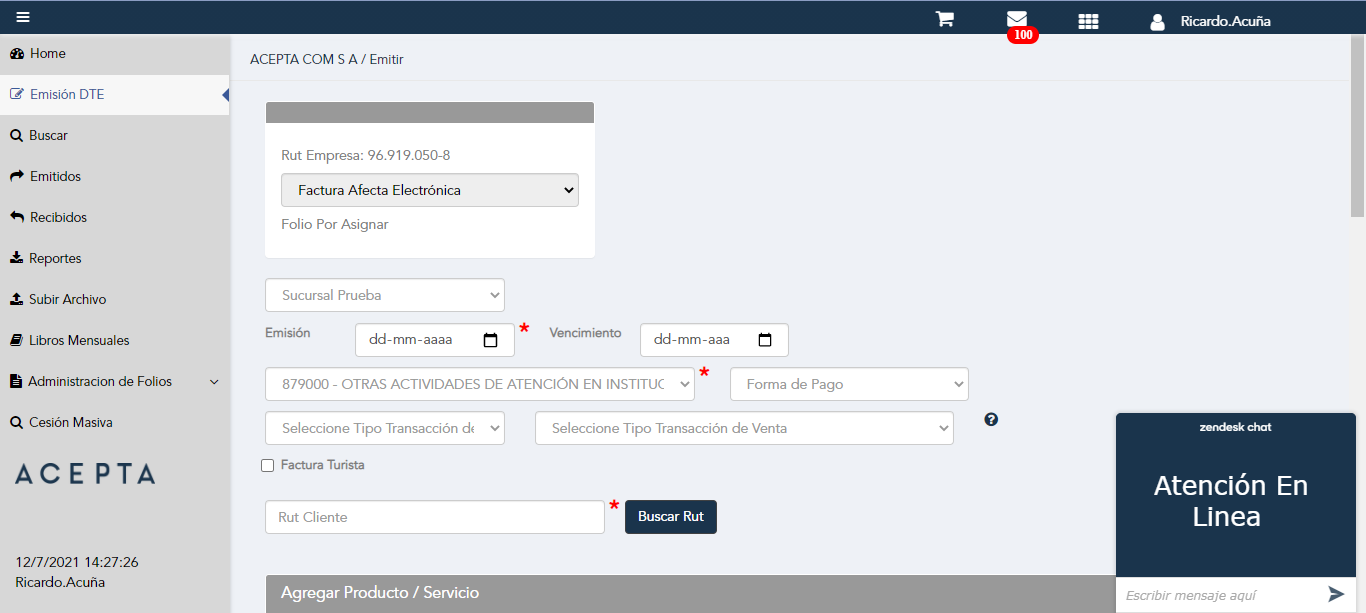 100
Ricardo.Acuña
Home
Emisión DTE
Buscar
Emitidos
Recibidos
Reportes
Subir Archivo
Libros Mensuales
Administracion de Folios
Cesión Masiva
ACEPTA
12/7/2021 14:27:26
Ricardo.Acuña
ACEPTA COM S A / Emitir
Rut Empresa: 96.919.050-8
Factura Afecta Electrónica
Folio Por Asignar
Sucursal Prueba
Emisión dd-mm-aaaa * Vencimiento dd-mm-aaa
879000 - OTRAS ACTIVIDADES DE ATENCIÓN EN INSTITUC * Forma de Pago
Seleccione Tipo Transacción de Seleccione Tipo Transacción de Venta ?
Factura Turista
Rut Cliente * Buscar Rut
Agregar Producto / Servicio
zendesk chat
Atención En
Linea
Escribir mensaje aquí